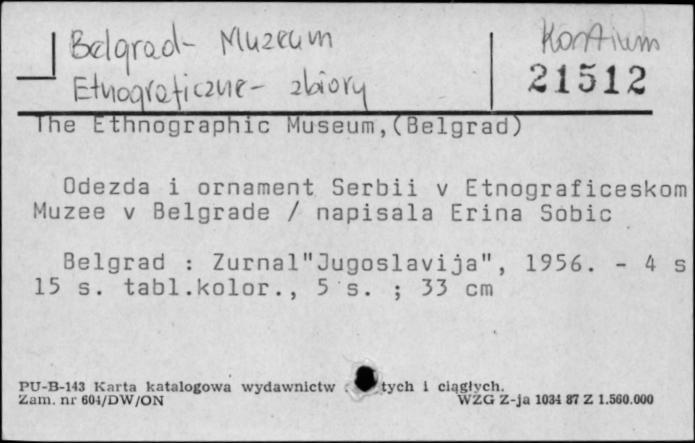 Belgrad- Muzeum
Etnograficzne- zbiory
Kostium
21512
The Ethnographic Museum,(Belgrad)
Odezda i ornament Serbii v Etnograficeskom
Muzee v Belgrade / napisala Erina Sobic
Belgrad : Zurnal"Jugoslavija", 1956. - 4 s
15 s. tabl.kolor., 5 s. ; 33 cm
PU-B-143 Karta katalogowa wydawnictw tych i ciągłych.
Zam. nr 604/DW/ON WZG Z-ja 1034 87 Z 1.560.000